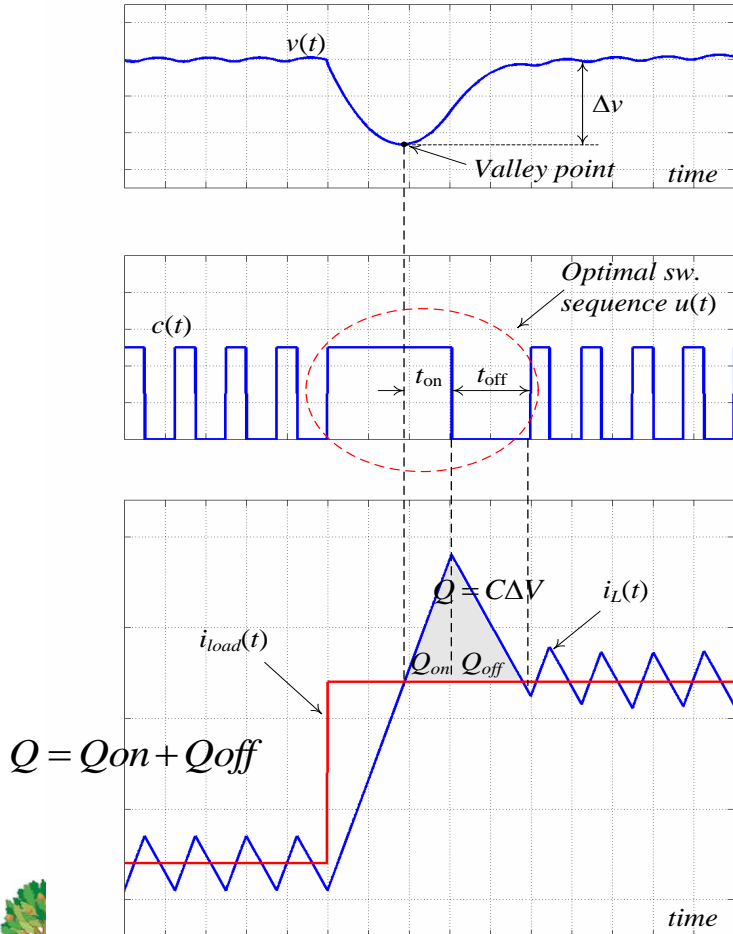 v(t)
Δv
Valley point
time
Optimal sw.
sequence u(t)
c(t)
t_on
t_off
Q = CΔV
i_L(t)
i_load(t)
Q_on
Q_off
Q = Qon + Qoff
time